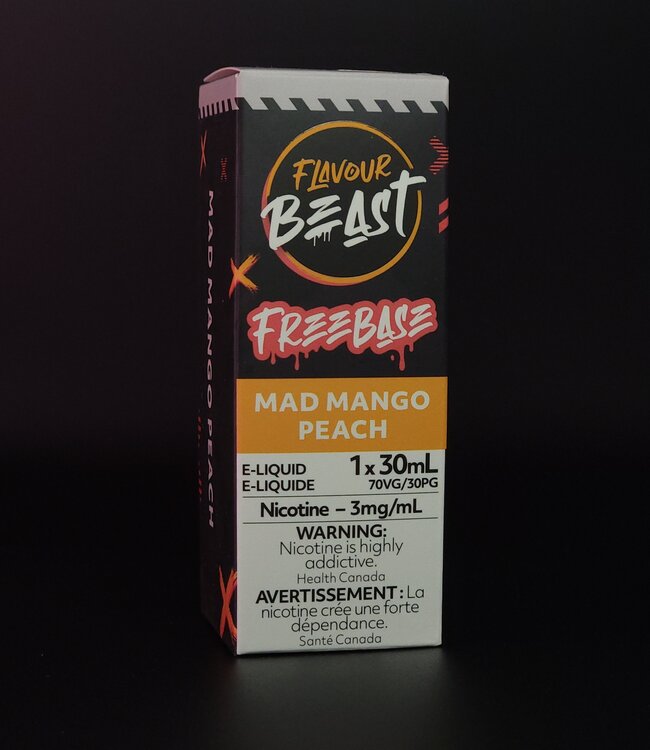 FLAVOUR
BEAST
FREEBASE
MAD MANGO
PEACH
E-LIQUID
E-LIQUIDE
1 x 30mL
70VG/30PG
Nicotine – 3mg/mL
WARNING:
Nicotine is highly
addictive.
Health Canada
AVERTISSEMENT : La
nicotine crée une forte
dépendance.
Santé Canada
MAD MANGO PEACH